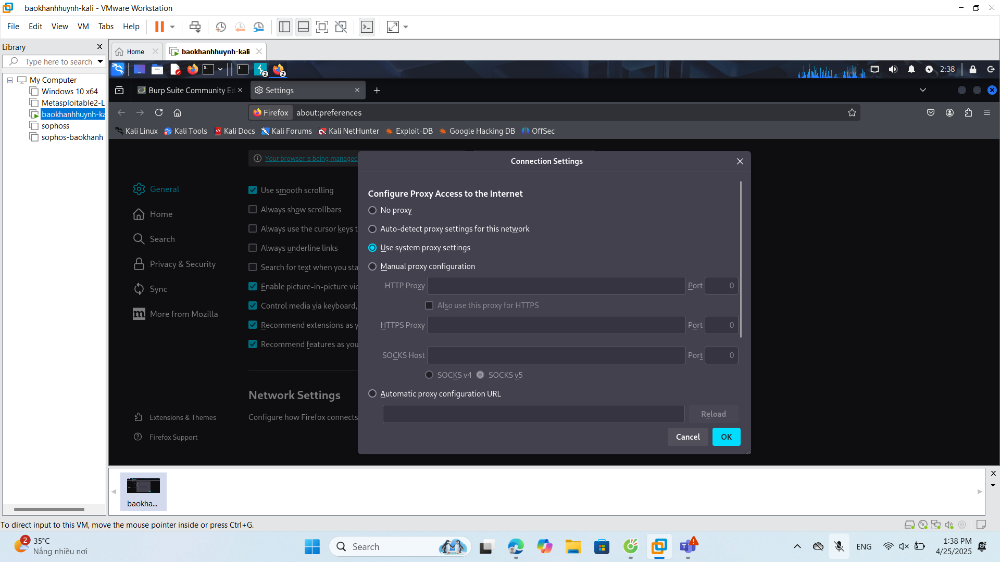 baokhanhhuynh-kali - VMware Workstation
File Edit View VM Tabs Help
Library
Type here to search
My Computer
Windows 10 x64
Metasploitable2-L
baokhanhhuynh-ka
sophoss
sophos-baokhanh
Home
baokhanhhuynh-kali
2
2
2:38
Burp Suite Community Ed
Settings
Firefox about:preferences
Kali Linux Kali Tools Kali Docs Kali Forums Kali NetHunter Exploit-DB Google Hacking DB OffSec
Your browser is being managed
General
Home
Search
Privacy & Security
Sync
More from Mozilla
Extensions & Themes
Firefox Support
Use smooth scrolling
Always show scrollbars
Always use the cursor keys t
Always underline links
Search for text when you sta
Enable picture-in-picture vic
Control media via keyboard,
Recommend extensions as y
Recommend features as you
Network Settings
Configure how Firefox connects
Connection Settings
Configure Proxy Access to the Internet
No proxy
Auto-detect proxy settings for this network
Use system proxy settings
Manual proxy configuration
HTTP Proxy Port 0
Also use this proxy for HTTPS
HTTPS Proxy Port 0
SOCKS Host Port 0
SOCKS v4 SOCKS v5
Automatic proxy configuration URL
Reload
Cancel OK
baokha...
To direct input to this VM, move the mouse pointer inside or press Ctrl+G.
2
35°C
Nắng nhiều nơi
Search
ENG
1:38 PM
4/25/2025